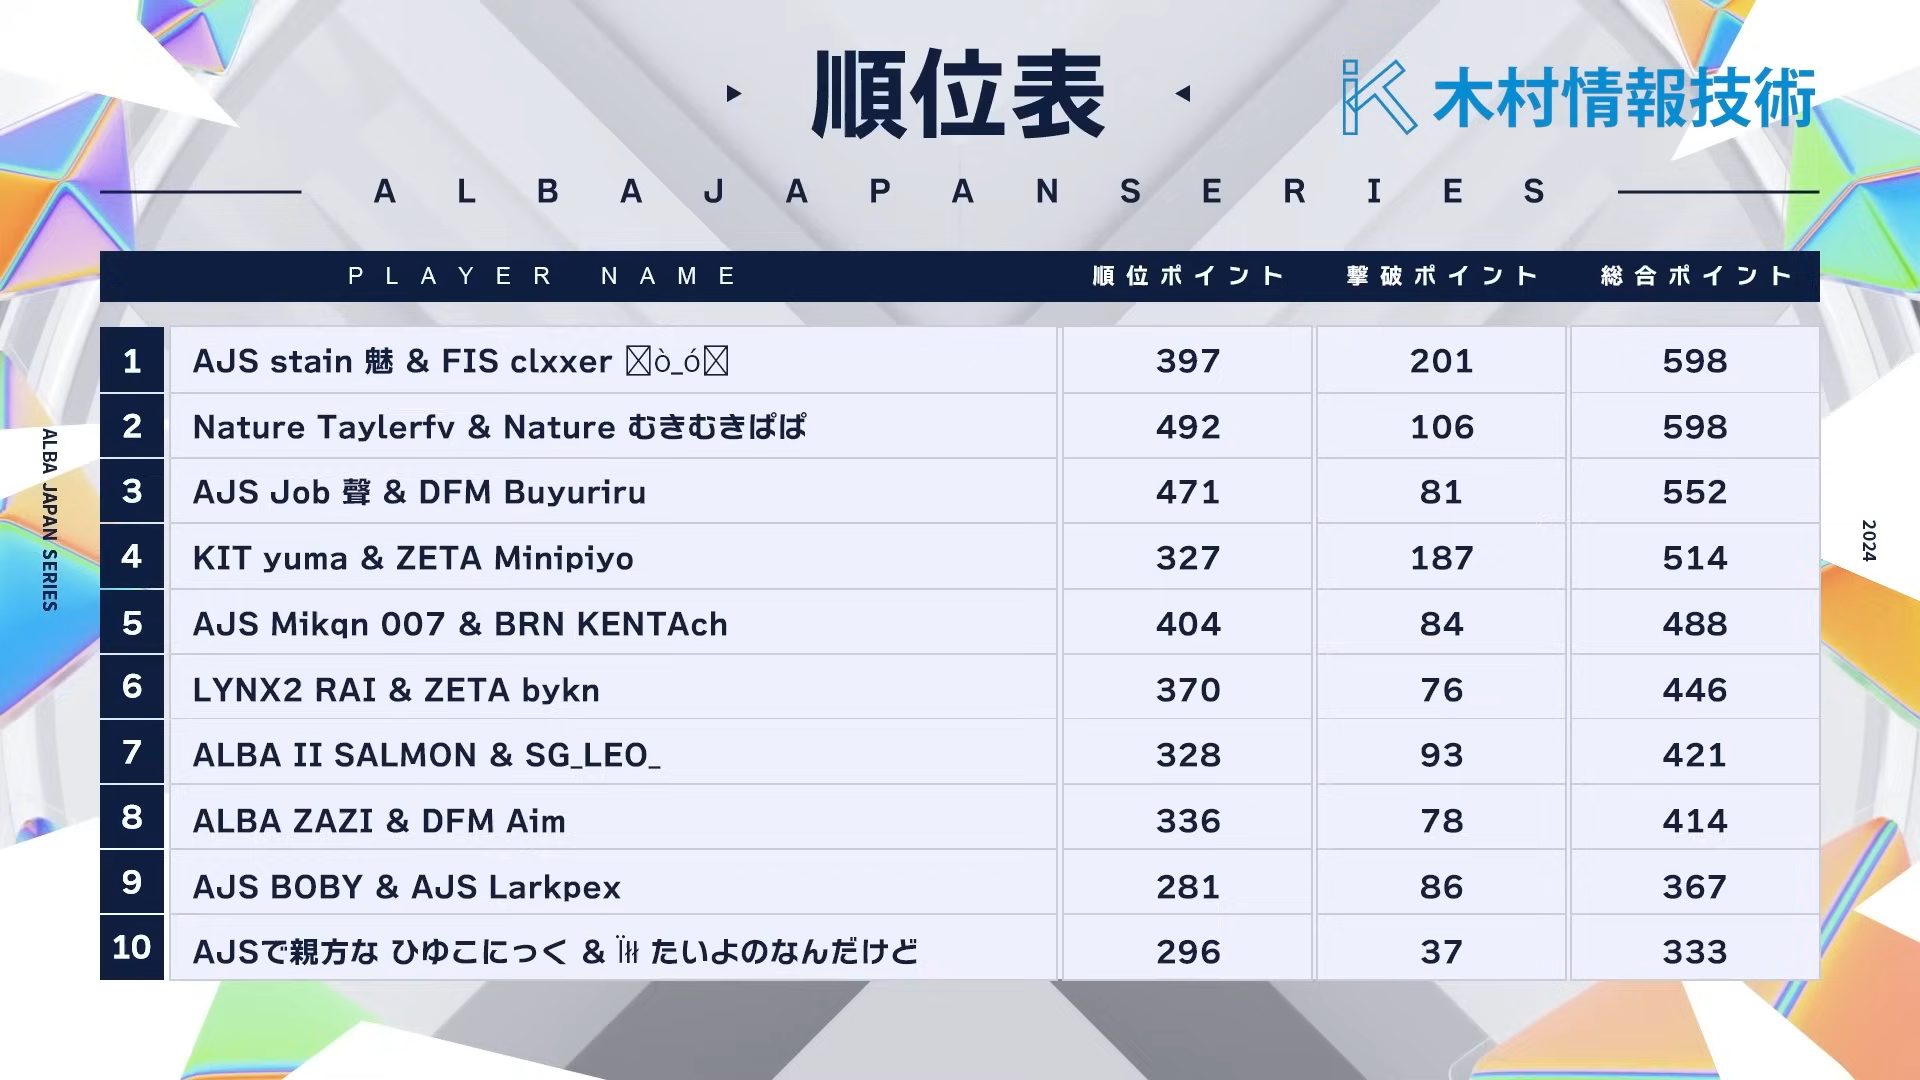 順位表
木村情報技術
ALBA JAPAN SERIES
PLAYER NAME 順位ポイント 撃破ポイント 総合ポイント
1 AJS stain 魅 & FIS clxxer ò_ó 397 201 598
2 Nature Taylerfv & Nature むきむきぱぱ 492 106 598
3 AJS Job 聲 & DFM Buyuriru 471 81 552
4 KIT yuma & ZETA Minipiyo 327 187 514
5 AJS Mikqn 007 & BRN KENTAch 404 84 488
6 LYNX2 RAI & ZETA bykn 370 76 446
7 ALBA II SALMON & SG_LEO_ 328 93 421
8 ALBA ZAZI & DFM Aim 336 78 414
9 AJS BOBY & AJS Larkpex 281 86 367
10 AJSで親方な ひゆこにっく & たいよのなんだけど 296 37 333
ALBA JAPAN SERIES
2024